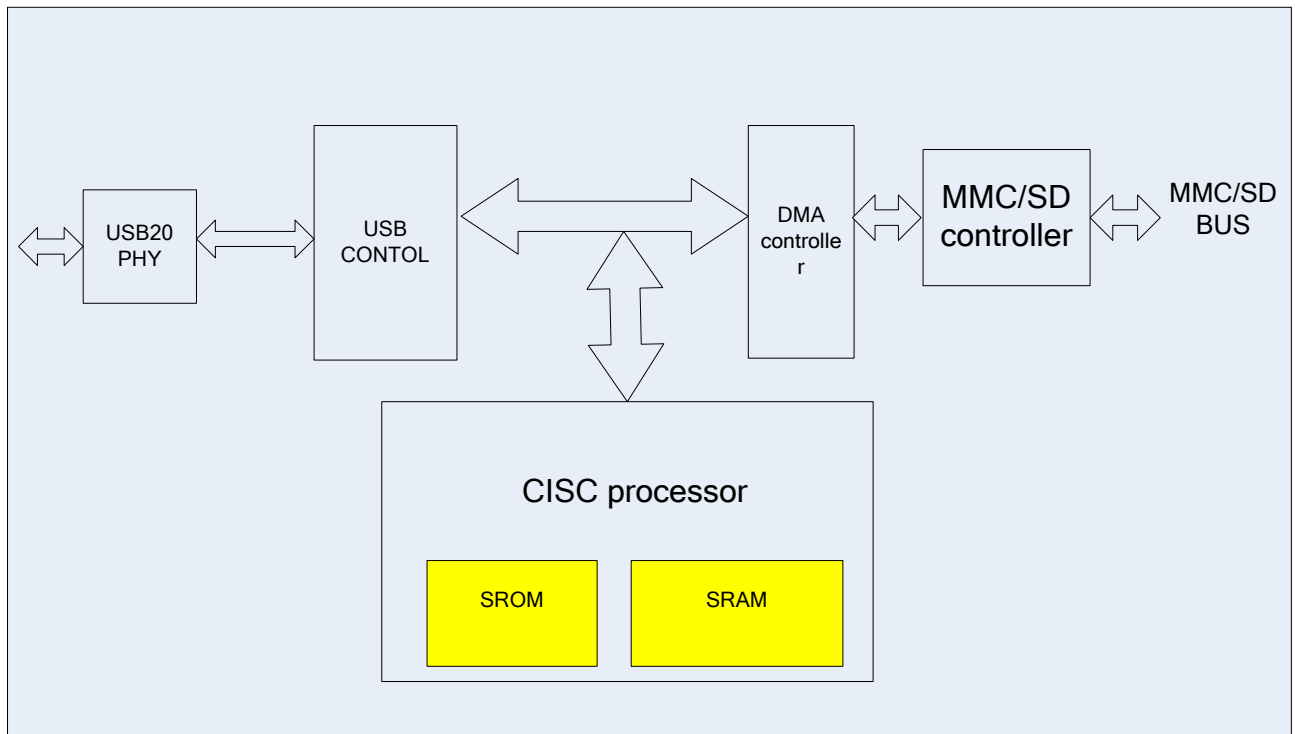 USB20
PHY
USB
CONTOL
DMA
controlle
r
MMC/SD
controller
MMC/SD
BUS
CISC processor
SROM
SRAM